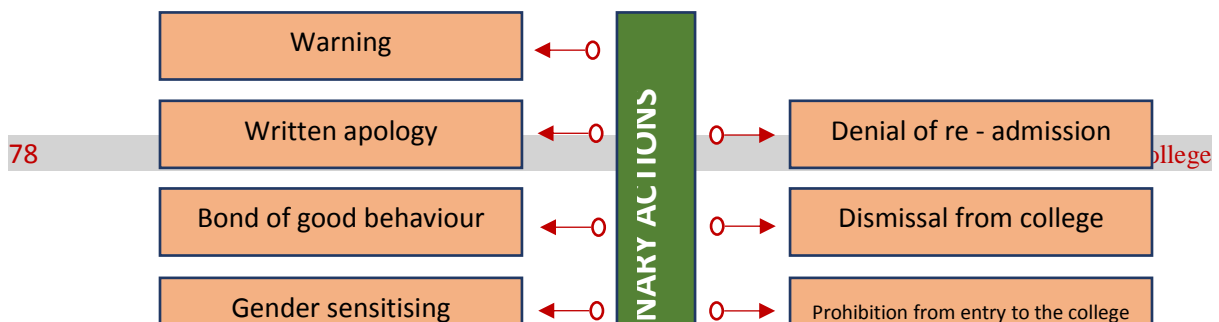 Warning
Written apology
Bond of good behaviour
Gender sensitising
NARY ACTIONS
Denial of re - admission
Dismissal from college
Prohibition from entry to the college
78
ollege